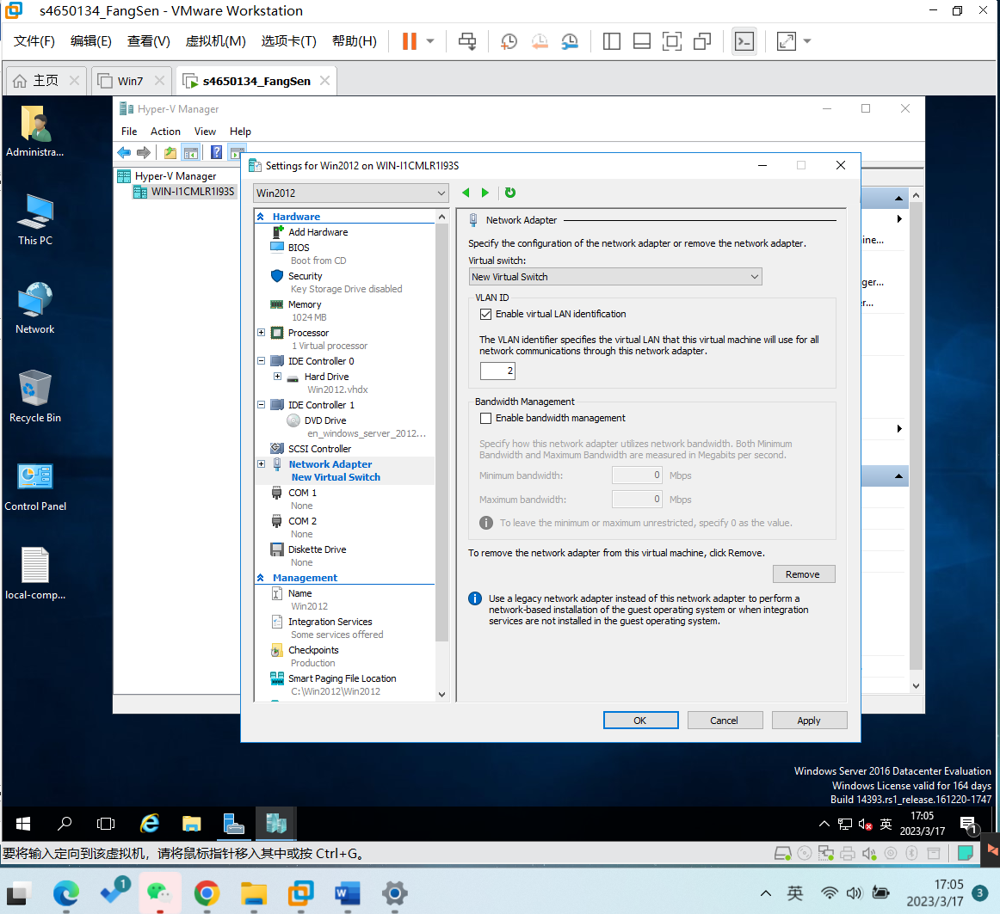 s4650134_FangSen - VMware Workstation
文件(F) 编辑(E) 查看(V) 虚拟机(M) 选项卡(T) 帮助(H)
主页 Win7 s4650134_FangSen
Administra...
This PC
Network
Recycle Bin
Control Panel
local-comp...
Hyper-V Manager
File Action View Help
Hyper-V Manager
WIN-I1CMLR1I93S
ine...
ger...
r...
Settings for Win2012 on WIN-I1CMLR1I93S
Win2012
Hardware
Add Hardware
BIOS
Boot from CD
Security
Key Storage Drive disabled
Memory
1024 MB
Processor
1 Virtual processor
IDE Controller 0
Hard Drive
Win2012.vhdx
IDE Controller 1
DVD Drive
en_windows_server_2012...
SCSI Controller
Network Adapter
New Virtual Switch
COM 1
None
COM 2
None
Diskette Drive
None
Management
Name
Win2012
Integration Services
Some services offered
Checkpoints
Production
Smart Paging File Location
C:\Win2012\Win2012
Network Adapter
Specify the configuration of the network adapter or remove the network adapter.
Virtual switch:
New Virtual Switch
VLAN ID
Enable virtual LAN identification
The VLAN identifier specifies the virtual LAN that this virtual machine will use for all
network communications through this network adapter.
2
Bandwidth Management
Enable bandwidth management
Specify how this network adapter utilizes network bandwidth. Both Minimum
Bandwidth and Maximum Bandwidth are measured in Megabits per second.
Minimum bandwidth: 0 Mbps
Maximum bandwidth: 0 Mbps
To leave the minimum or maximum unrestricted, specify 0 as the value.
To remove the network adapter from this virtual machine, click Remove.
Remove
Use a legacy network adapter instead of this network adapter to perform a
network-based installation of the guest operating system or when integration
services are not installed in the guest operating system.
OK Cancel Apply
Windows Server 2016 Datacenter Evaluation
Windows License valid for 164 days
Build 14393.rs1_release.161220-1747
英
17:05
2023/3/17
1
要将输入定向到该虚拟机，请将鼠标指针移入其中或按 Ctrl+G。
1
英
17:05
2023/3/17
3